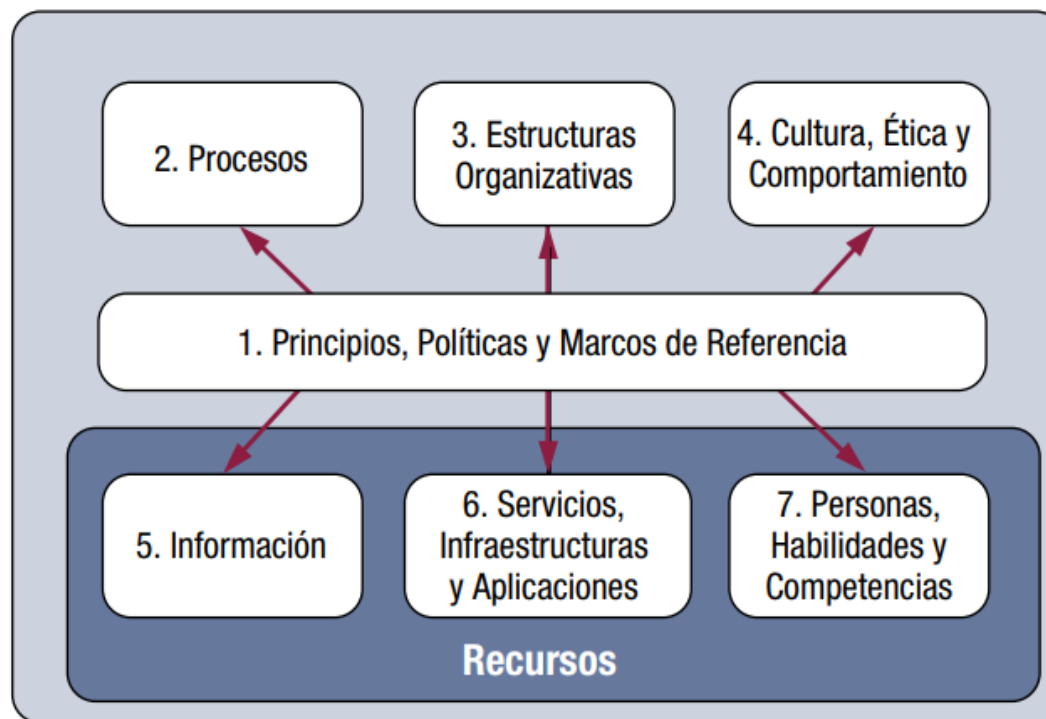 2. Procesos
3. Estructuras
Organizativas
4. Cultura, Ética y
Comportamiento
1. Principios, Políticas y Marcos de Referencia
5. Información
6. Servicios,
Infraestructuras
y Aplicaciones
7. Personas,
Habilidades y
Competencias
Recursos